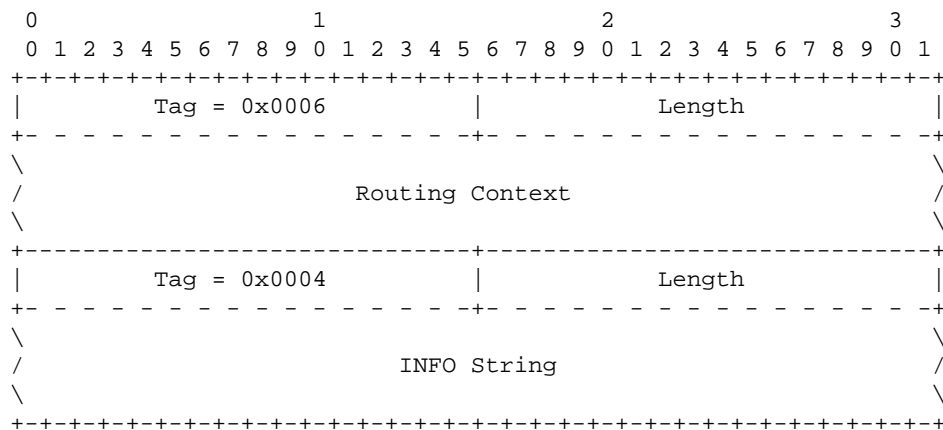 0                   1                   2                   3
 0 1 2 3 4 5 6 7 8 9 0 1 2 3 4 5 6 7 8 9 0 1 2 3 4 5 6 7 8 9 0 1
+-+-+-+-+-+-+-+-+-+-+-+-+-+-+-+-+-+-+-+-+-+-+-+-+-+-+-+-+-+-+-+-+
|         Tag = 0x0006          |            Length             |
+- - - - - - - - - - - - - - - -+- - - - - - - - - - - - - - - -+
\                                                               \
/                       Routing Context                         /
\                                                               \
+-------------------------------+-------------------------------+
|         Tag = 0x0004          |            Length             |
+- - - - - - - - - - - - - - - -+- - - - - - - - - - - - - - - -+
\                                                               \
/                          INFO String                          /
\                                                               \
+-+-+-+-+-+-+-+-+-+-+-+-+-+-+-+-+-+-+-+-+-+-+-+-+-+-+-+-+-+-+-+-+